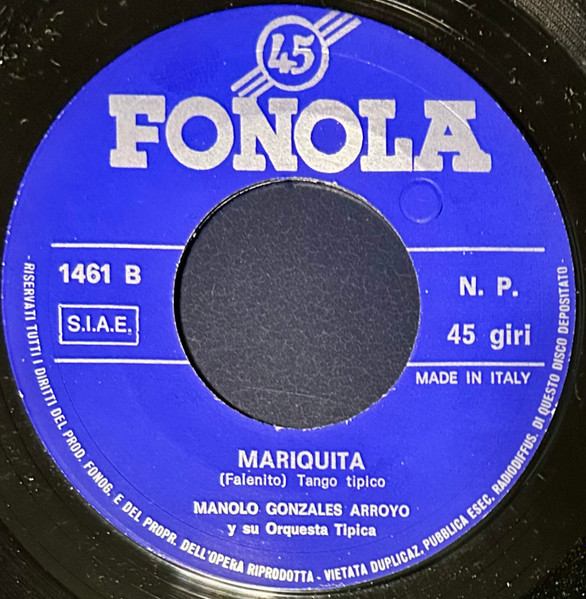 45
FONOLA
1461 B
S.I.A.E.
N. P.
45 giri
MADE IN ITALY
MARIQUITA
(Falenito) Tango tipico
MANOLO GONZALES ARROYO
y su Orquesta Tipica
-RISERVATI TUTTI I DIRITTI DEL PROD. FONOG. E DEL PROPR. DELL'OPERA RIPRODOTTA - VIETATA DUPLICAZ. PUBBLICA ESEC. RADIODIFFUS. DI QUESTO DISCO DEPOSITATO-